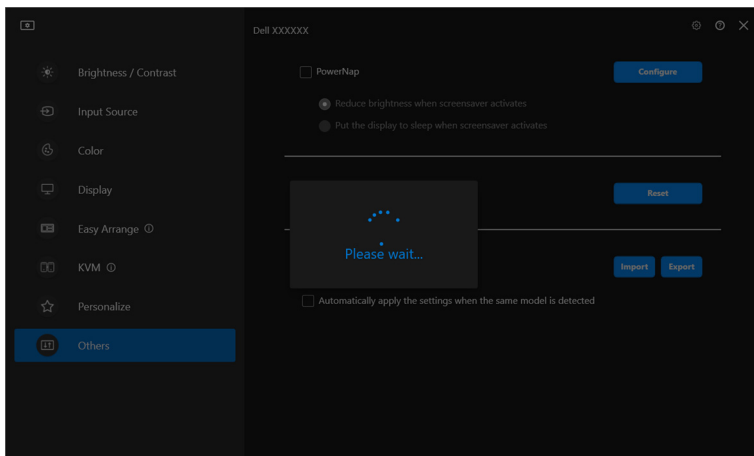 Dell XXXXXX
Brightness / Contrast
Input Source
Color
Display
Easy Arrange
KVM
Personalize
Others
PowerNap
Configure
Reduce brightness when screensaver activates
Put the display to sleep when screensaver activates
Reset
Please wait...
Import Export
Automatically apply the settings when the same model is detected